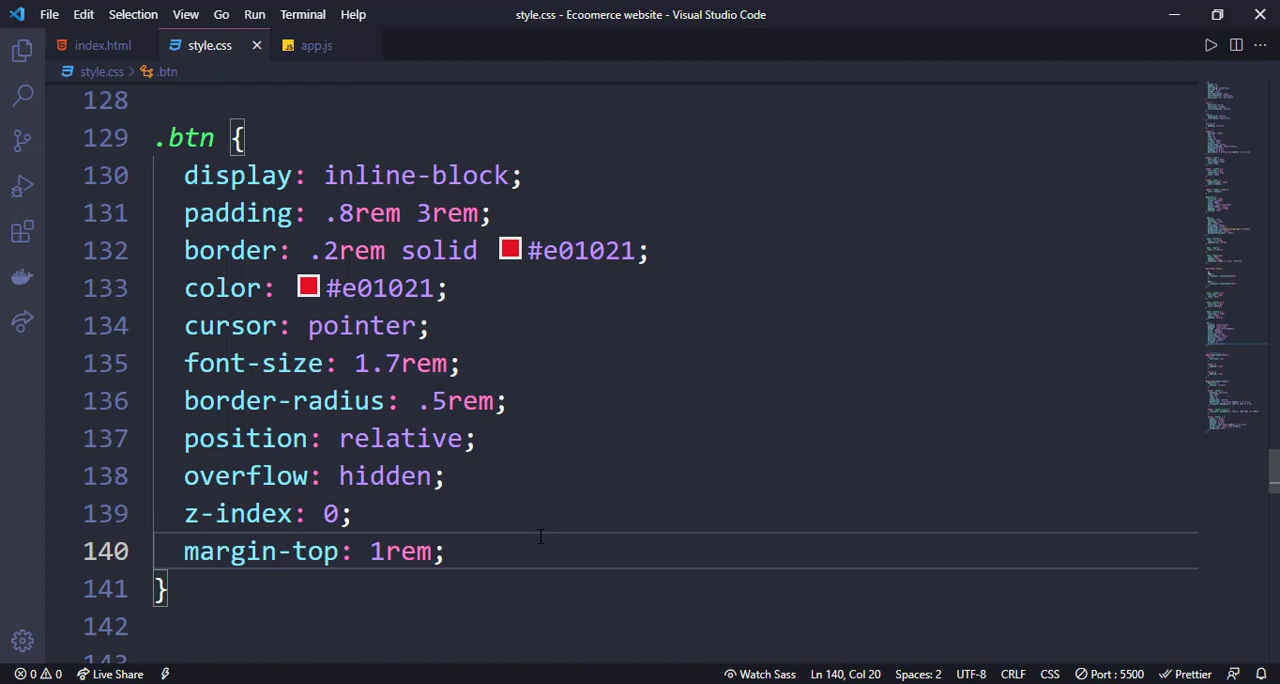 File Edit Selection View Go Run Terminal Help style.css - Ecoomerce website - Visual Studio Code
index.html style.css app.js
style.css > .btn
128
129 .btn {
130 display: inline-block;
131 padding: .8rem 3rem;
132 border: .2rem solid #e01021;
133 color: #e01021;
134 cursor: pointer;
135 font-size: 1.7rem;
136 border-radius: .5rem;
137 position: relative;
138 overflow: hidden;
139 z-index: 0;
140 margin-top: 1rem;
141 }
142
143
0 0 Live Share Watch Sass Ln 140, Col 20 Spaces: 2 UTF-8 CRLF CSS Port : 5500 Prettier